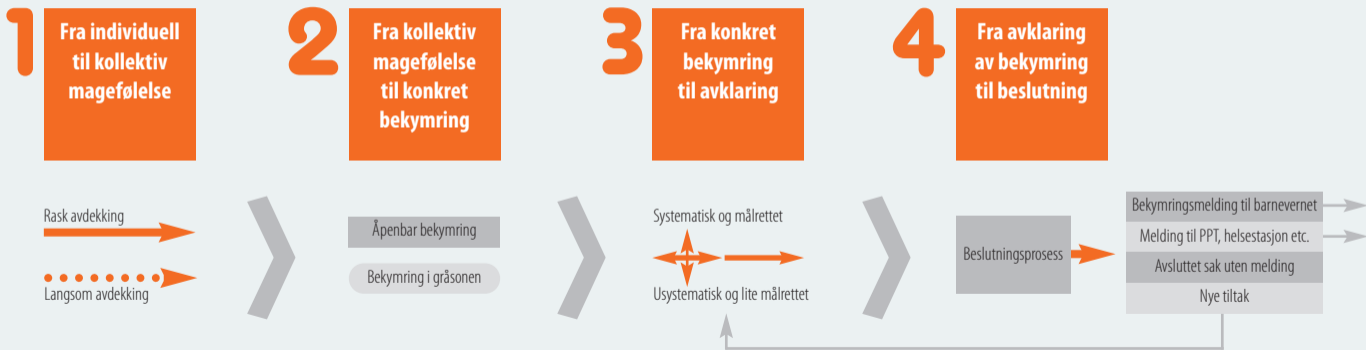 1
Fra individuell
til kollektiv
magefølelse
2
Fra kollektiv
magefølelse
til konkret
bekymring
3
Fra konkret
bekymring
til avklaring
4
Fra avklaring
av bekymring
til beslutning
Rask avdekking
Langsom avdekking
Åpenbar bekymring
Bekymring i gråsonen
Systematisk og målrettet
Usystematisk og lite målrettet
Beslutningsprosess
Bekymringsmelding til barnevernet
Melding til PPT, helsestasjon etc.
Avsluttet sak uten melding
Nye tiltak